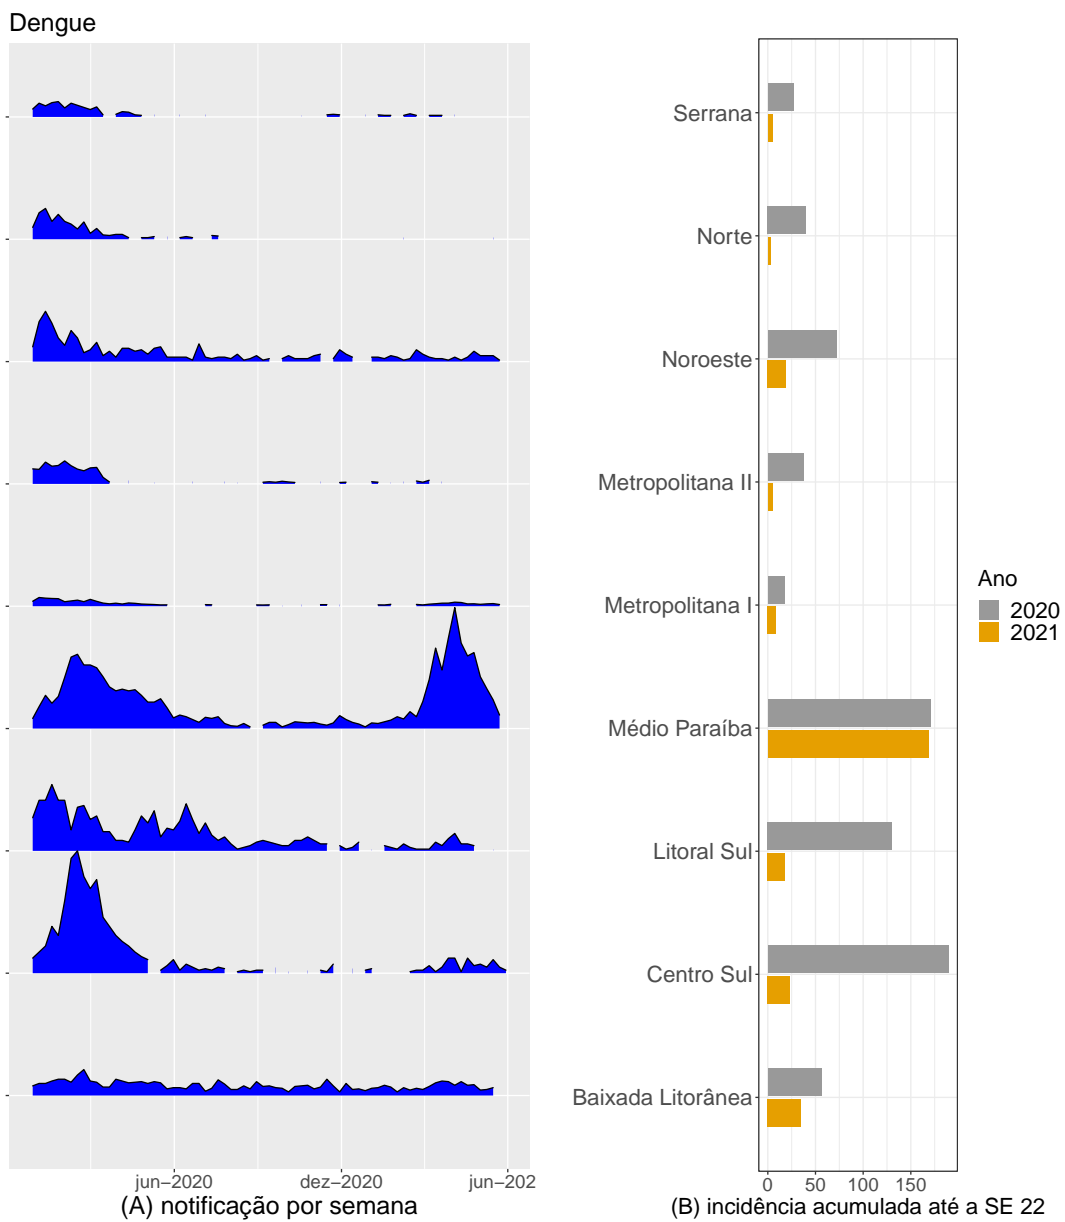 Dengue
Serrana
Norte
Noroeste
Metropolitana II
Metropolitana I
Médio Paraíba
Litoral Sul
Centro Sul
Baixada Litorânea
jun−2020
dez−2020
jun−202
(A) notificação por semana
0
50
100
150
(B) incidência acumulada até a SE 22
Ano
2020
2021